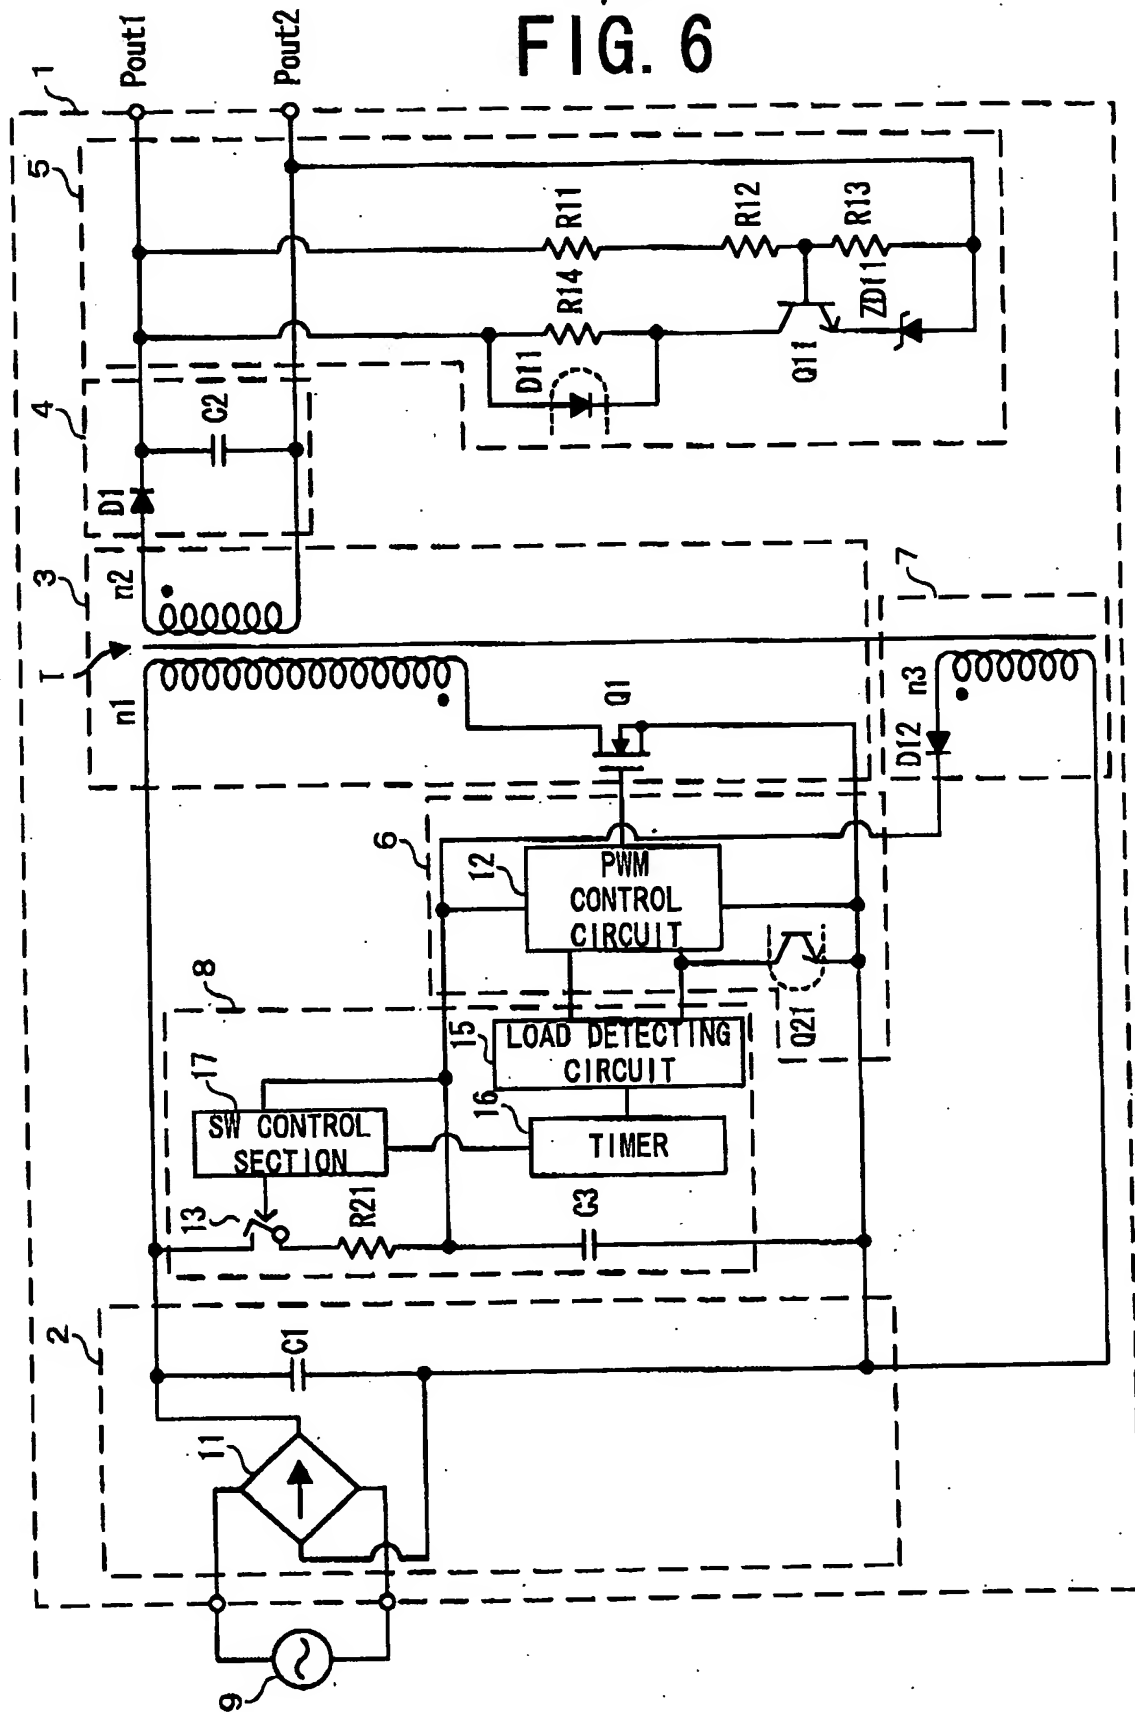 FIG. 6
1
Pout1
Pout2
5
R11
R12
R13
R14
ZD11
D11
Q11
4
C2
D1
3
n2
T
n1
Q1
7
n3
D12
6
12
PWM
CONTROL
CIRCUIT
8
15
LOAD DETECTING
CIRCUIT
Q21
17
SW CONTROL
SECTION
16
TIMER
13
R21
C3
2
C1
11
9